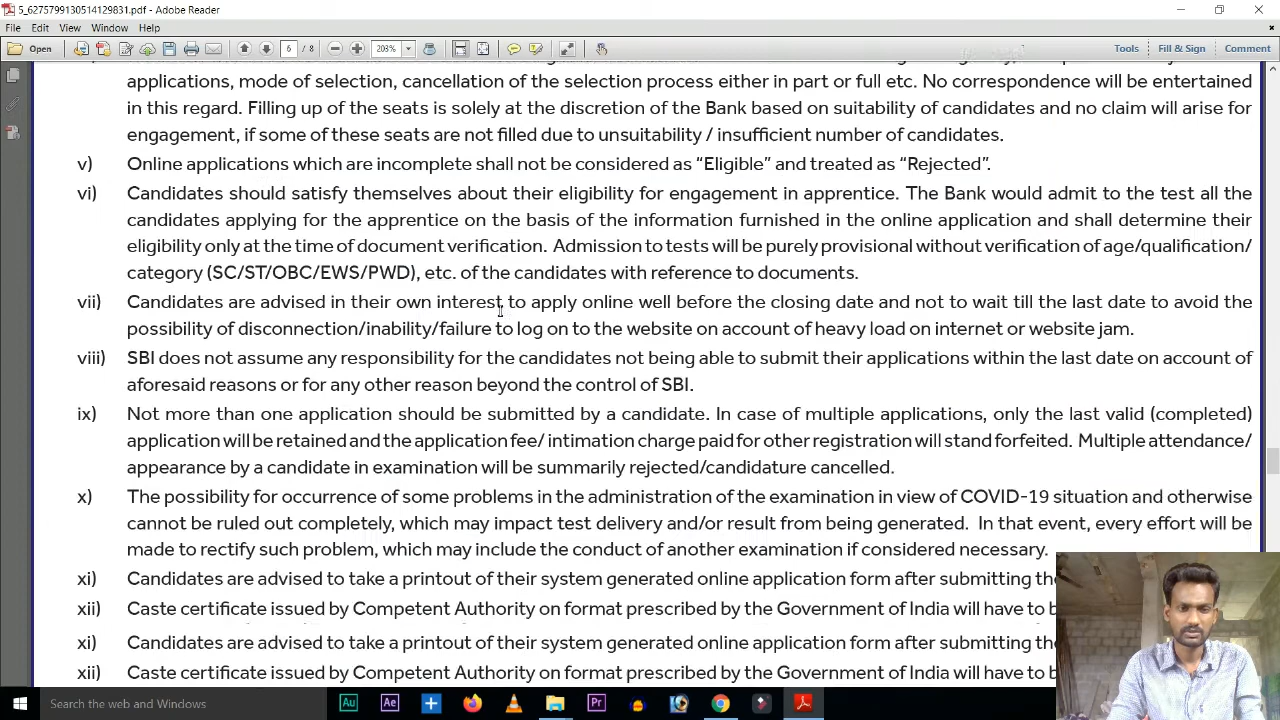 5_6275799130514129831.pdf - Adobe Reader
File Edit View Window Help
Open 6 / 8 203% Tools Fill & Sign Comment
applications, mode of selection, cancellation of the selection process either in part or full etc. No correspondence will be entertained
in this regard. Filling up of the seats is solely at the discretion of the Bank based on suitability of candidates and no claim will arise for
engagement, if some of these seats are not filled due to unsuitability / insufficient number of candidates.
v) Online applications which are incomplete shall not be considered as “Eligible” and treated as “Rejected”.
vi) Candidates should satisfy themselves about their eligibility for engagement in apprentice. The Bank would admit to the test all the
candidates applying for the apprentice on the basis of the information furnished in the online application and shall determine their
eligibility only at the time of document verification. Admission to tests will be purely provisional without verification of age/qualification/
category (SC/ST/OBC/EWS/PWD), etc. of the candidates with reference to documents.
vii) Candidates are advised in their own interest to apply online well before the closing date and not to wait till the last date to avoid the
possibility of disconnection/inability/failure to log on to the website on account of heavy load on internet or website jam.
viii) SBI does not assume any responsibility for the candidates not being able to submit their applications within the last date on account of
aforesaid reasons or for any other reason beyond the control of SBI.
ix) Not more than one application should be submitted by a candidate. In case of multiple applications, only the last valid (completed)
application will be retained and the application fee/ intimation charge paid for other registration will stand forfeited. Multiple attendance/
appearance by a candidate in examination will be summarily rejected/candidature cancelled.
x) The possibility for occurrence of some problems in the administration of the examination in view of COVID-19 situation and otherwise
cannot be ruled out completely, which may impact test delivery and/or result from being generated. In that event, every effort will be
made to rectify such problem, which may include the conduct of another examination if considered necessary.
xi) Candidates are advised to take a printout of their system generated online application form after submitting the
xii) Caste certificate issued by Competent Authority on format prescribed by the Government of India will have to b
xi) Candidates are advised to take a printout of their system generated online application form after submitting the
xii) Caste certificate issued by Competent Authority on format prescribed by the Government of India will have to b
Search the web and Windows Au Ae Pr